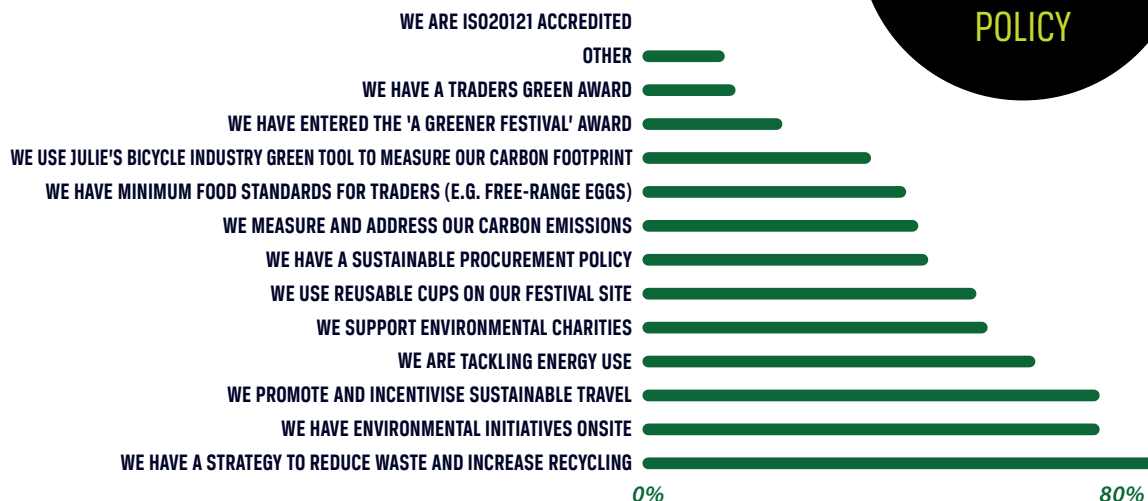 POLICY
WE ARE ISO20121 ACCREDITED
OTHER
WE HAVE A TRADERS GREEN AWARD
WE HAVE ENTERED THE 'A GREENER FESTIVAL' AWARD
WE USE JULIE'S BICYCLE INDUSTRY GREEN TOOL TO MEASURE OUR CARBON FOOTPRINT
WE HAVE MINIMUM FOOD STANDARDS FOR TRADERS (E.G. FREE-RANGE EGGS)
WE MEASURE AND ADDRESS OUR CARBON EMISSIONS
WE HAVE A SUSTAINABLE PROCUREMENT POLICY
WE USE REUSABLE CUPS ON OUR FESTIVAL SITE
WE SUPPORT ENVIRONMENTAL CHARITIES
WE ARE TACKLING ENERGY USE
WE PROMOTE AND INCENTIVISE SUSTAINABLE TRAVEL
WE HAVE ENVIRONMENTAL INITIATIVES ONSITE
WE HAVE A STRATEGY TO REDUCE WASTE AND INCREASE RECYCLING
0% 80%